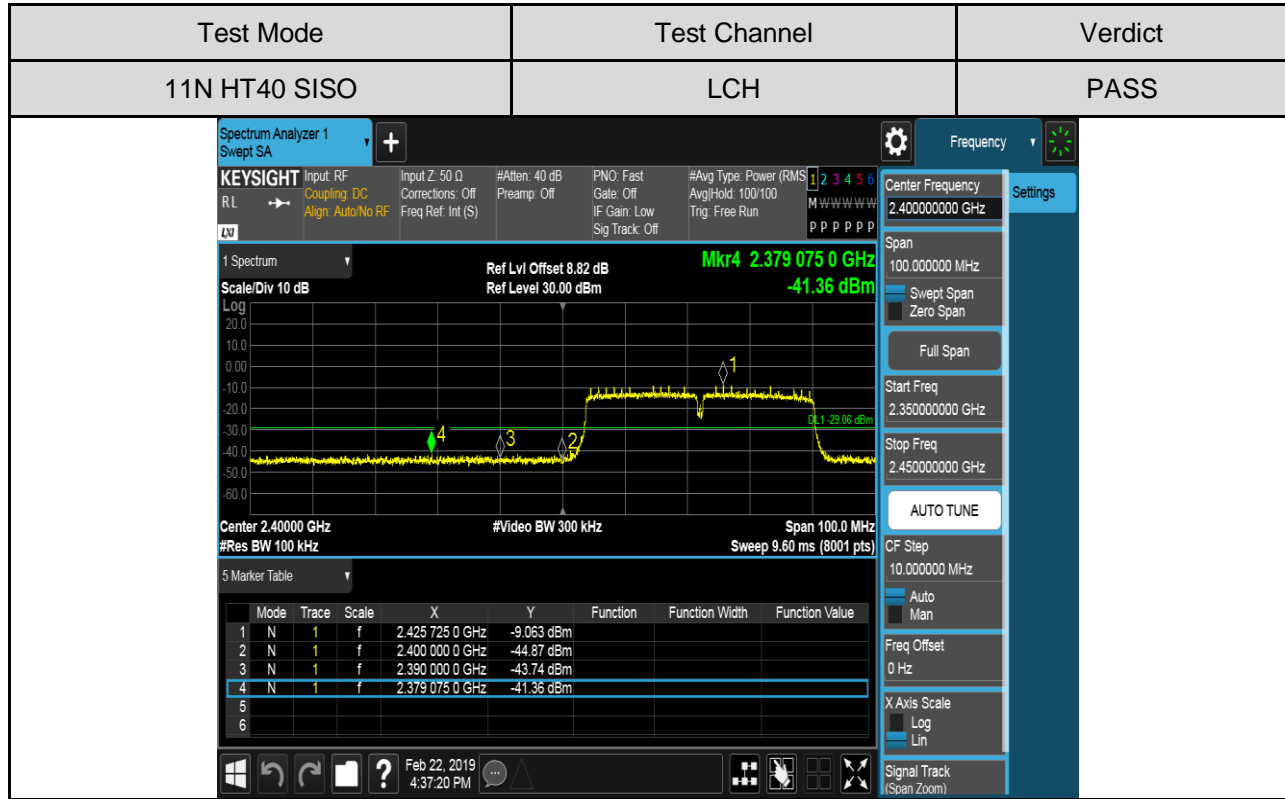 Test Mode Test Channel Verdict
11N HT40 SISO LCH PASS
Spectrum Analyzer 1
Swept SA
+
Frequency
KEYSIGHT Input: RF Input Z: 50 Ω #Atten: 40 dB PNO: Fast #Avg Type: Power (RMS 1 2 3 4 5 6
Coupling: DC Corrections: Off Preamp: Off Gate: Off Avg|Hold: 100/100
RL Align: Auto/No RF Freq Ref: Int (S) IF Gain: Low Trig: Free Run M W W W W W
LXI Sig Track: Off P P P P P P
Center Frequency
2.400000000 GHz
Settings
1 Spectrum
Ref Lvl Offset 8.82 dB Mkr4 2.379 075 0 GHz
Scale/Div 10 dB Ref Level 30.00 dBm -41.36 dBm
Log
20.0
10.0
0.00
-10.0
-20.0
-30.0
-40.0
-50.0
-60.0
1
DL1 -29.06 dBm
4 3 2
Center 2.40000 GHz #Video BW 300 kHz Span 100.0 MHz
#Res BW 100 kHz Sweep 9.60 ms (8001 pts)
Span
100.000000 MHz
Swept Span
Zero Span
Full Span
Start Freq
2.350000000 GHz
Stop Freq
2.450000000 GHz
AUTO TUNE
CF Step
10.000000 MHz
Auto
Man
Freq Offset
0 Hz
X Axis Scale
Log
Lin
Signal Track
(Span Zoom)
5 Marker Table
Mode Trace Scale X Y Function Function Width Function Value
1 N 1 f 2.425 725 0 GHz -9.063 dBm
2 N 1 f 2.400 000 0 GHz -44.87 dBm
3 N 1 f 2.390 000 0 GHz -43.74 dBm
4 N 1 f 2.379 075 0 GHz -41.36 dBm
5
6
? Feb 22, 2019
4:37:20 PM